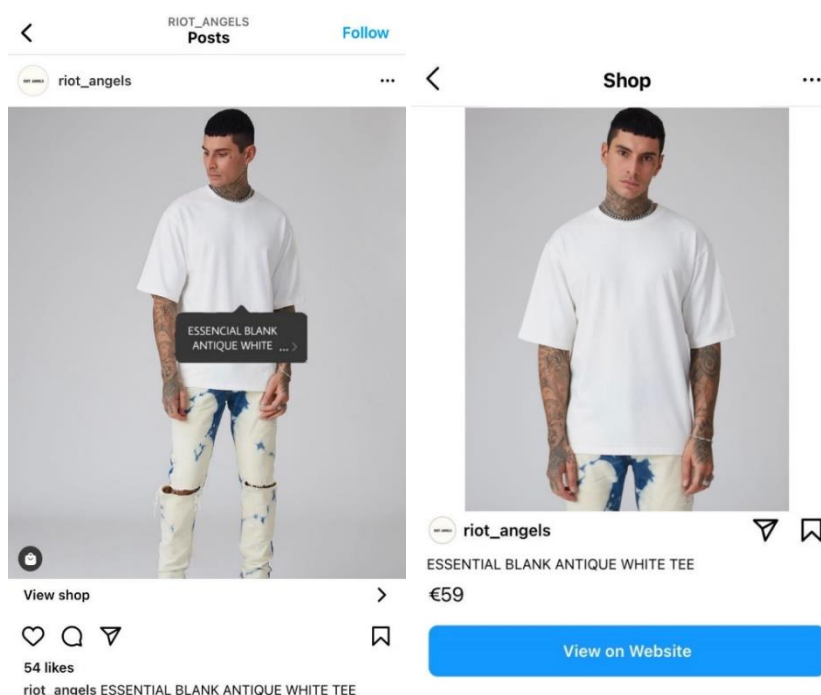 RIOT_ANGELS
Posts
Follow
riot_angels
ESSENCIAL BLANK
ANTIQUE WHITE ...
View shop
54 likes
riot_angels ESSENTIAL BLANK ANTIQUE WHITE TEE
Shop
riot_angels
ESSENTIAL BLANK ANTIQUE WHITE TEE
€59
View on Website